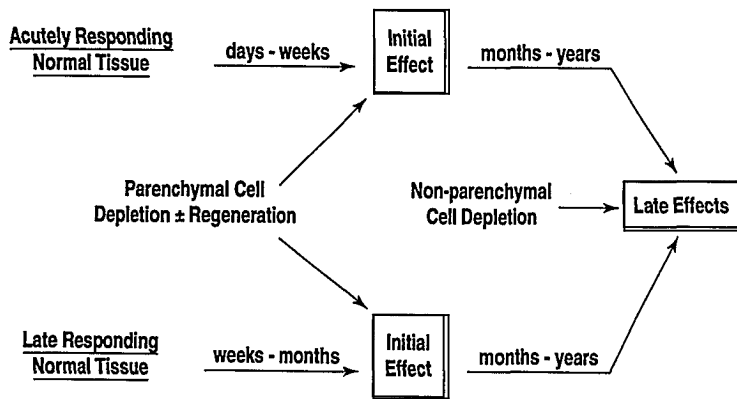 Acutely Responding
Normal Tissue
days - weeks
Initial
Effect
months - years
Parenchymal Cell
Depletion ± Regeneration
Non-parenchymal
Cell Depletion
Late Effects
Late Responding
Normal Tissue
weeks - months
Initial
Effect
months - years